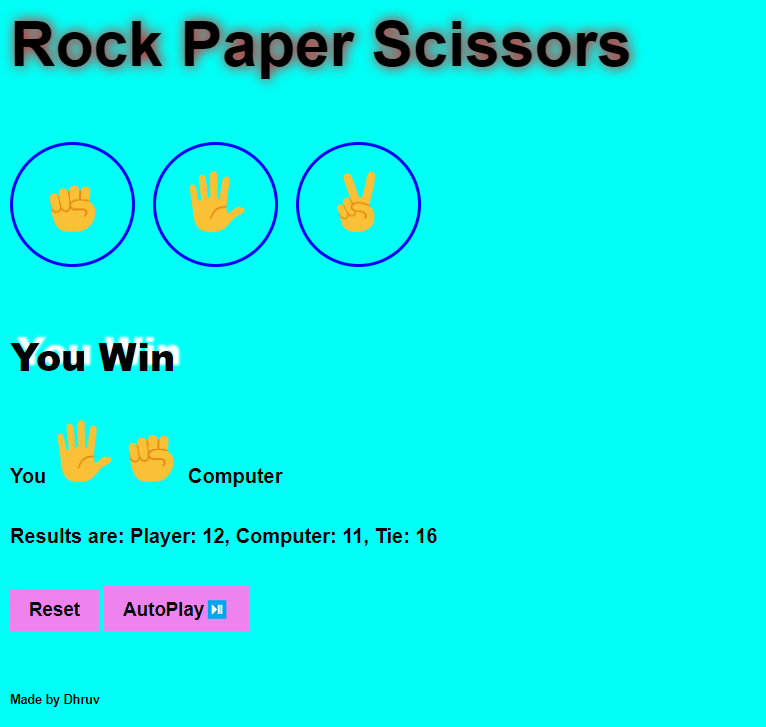 Rock Paper Scissors
You Win
You Computer
Results are: Player: 12, Computer: 11, Tie: 16
Reset AutoPlay
Made by Dhruv